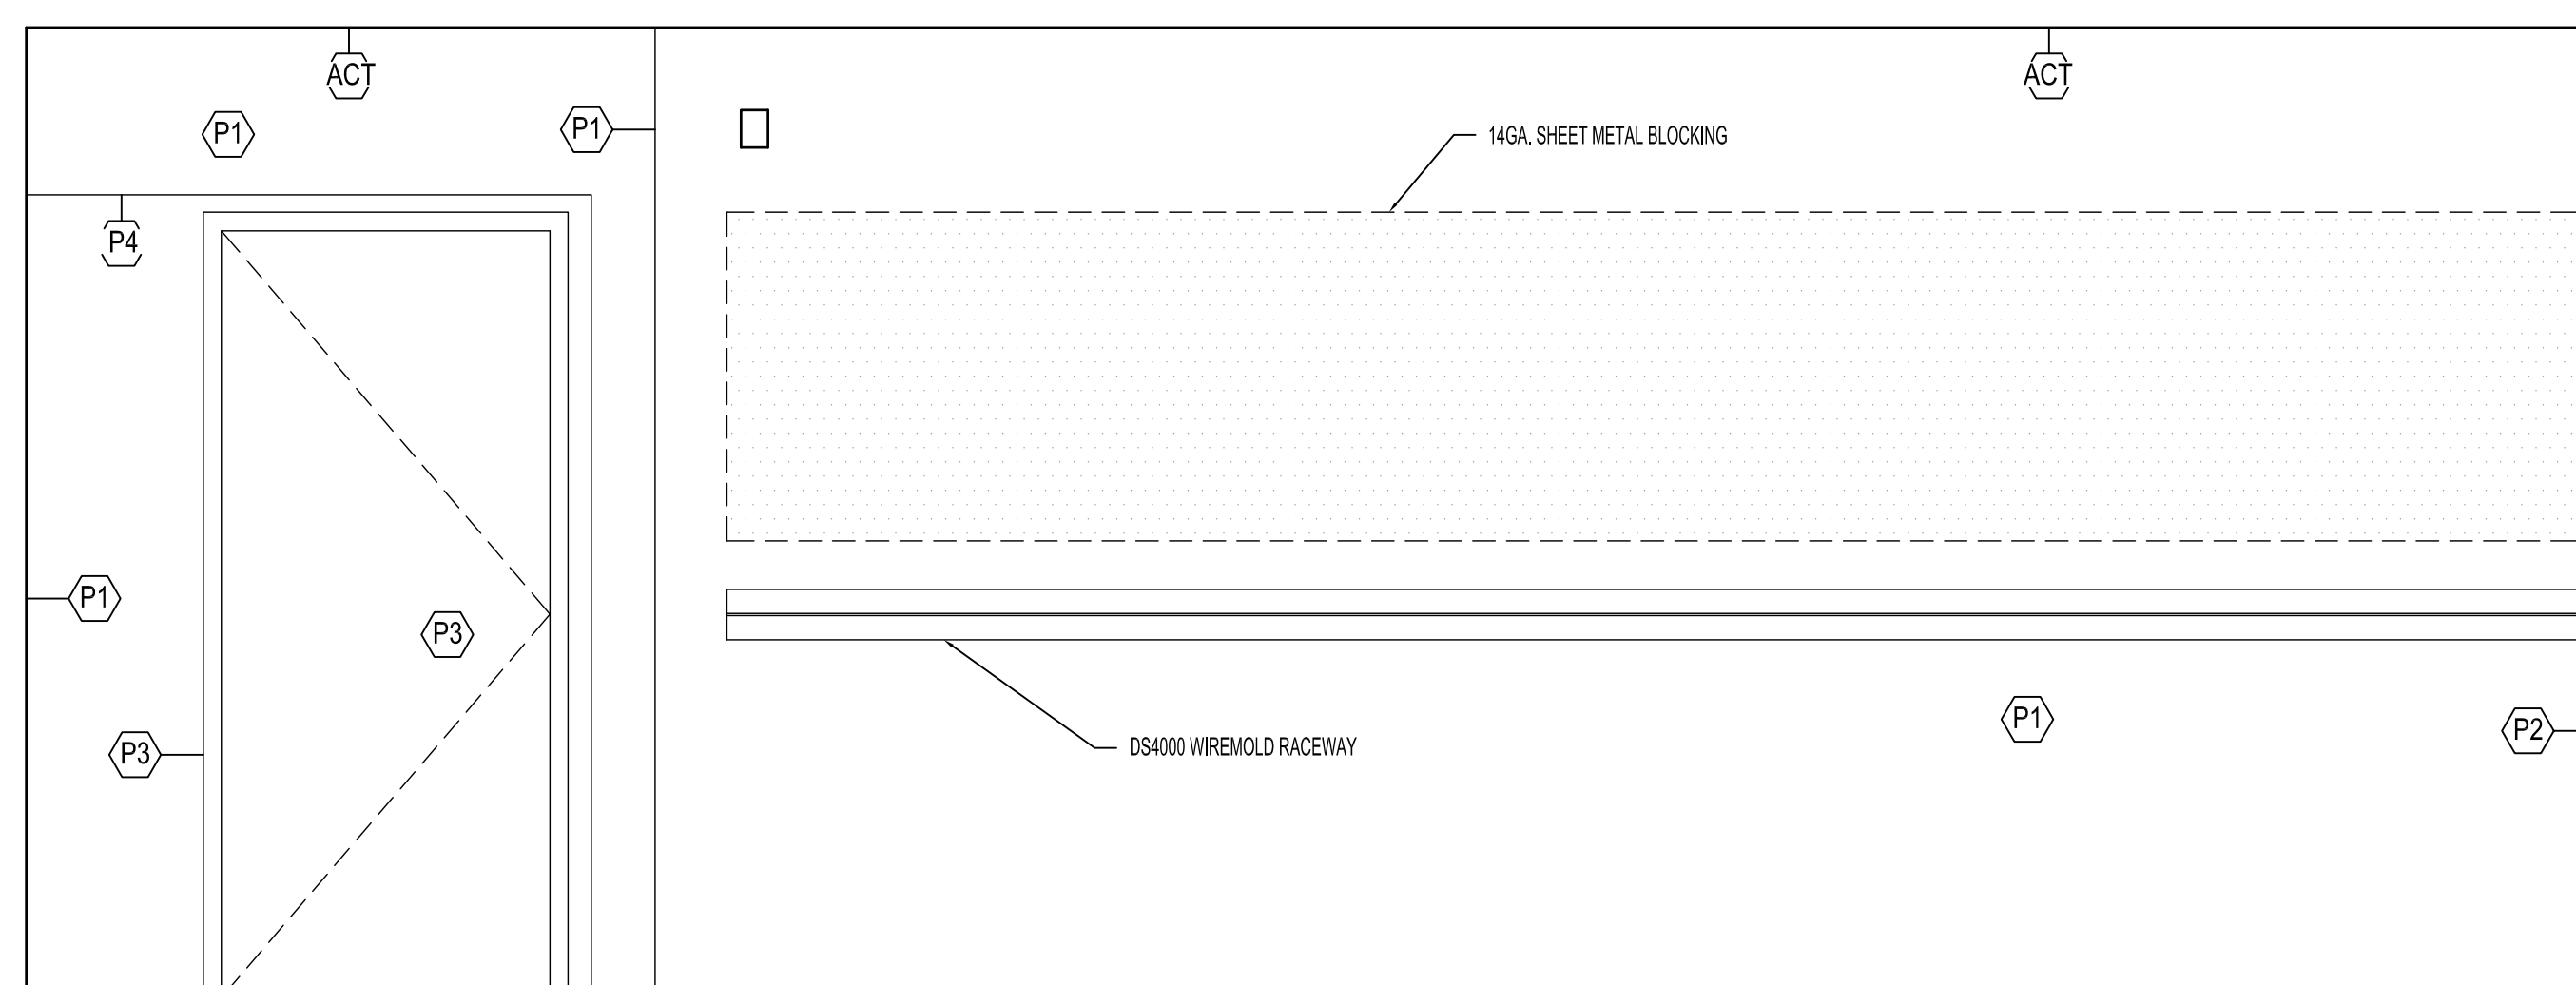 ACT
ACT
P1
P1
14GA. SHEET METAL BLOCKING
P4
P1
P3
P3
P1
P2
DS4000 WIREMOLD RACEWAY